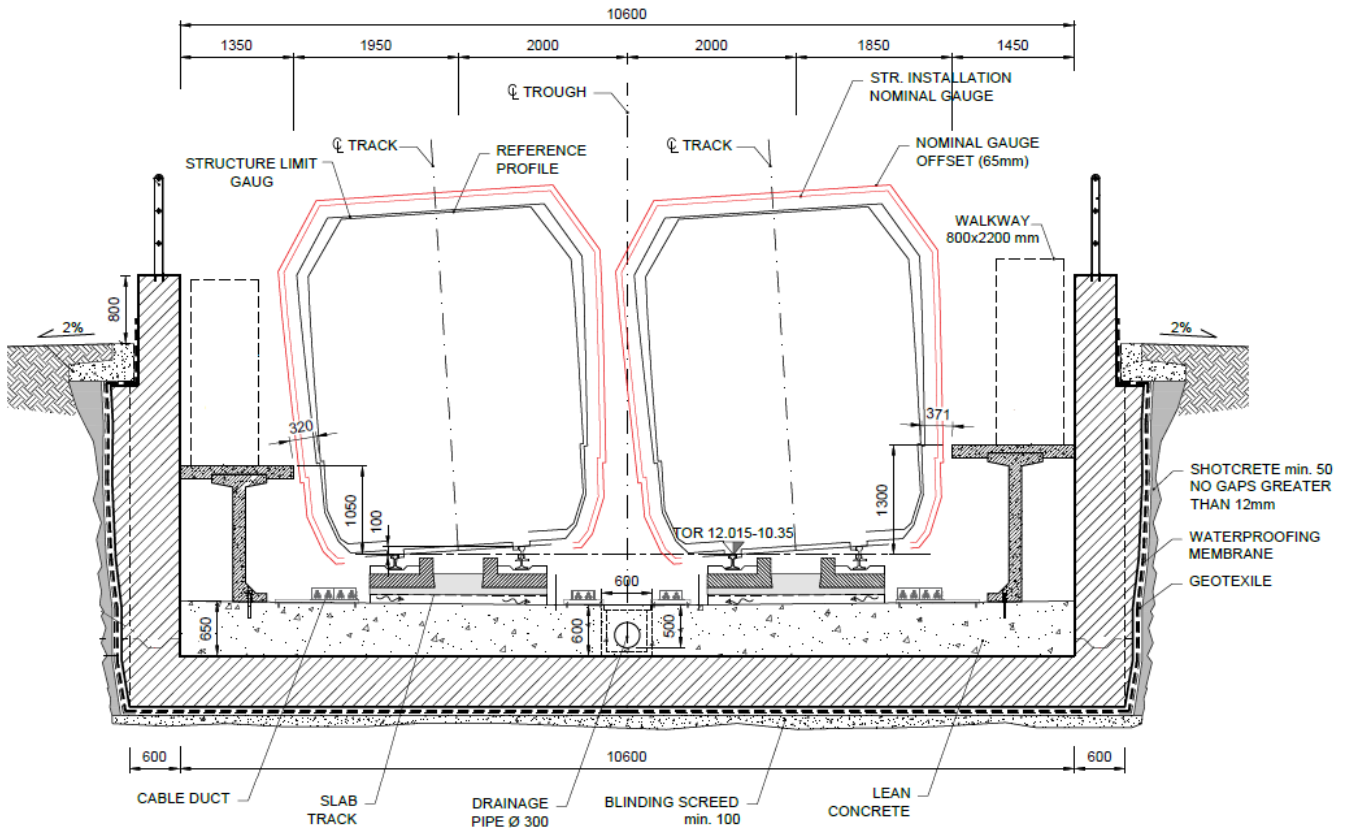 10600
1350
1950
2000
2000
1850
1450
STR. INSTALLATION
NOMINAL GAUGE
℄ TROUGH
℄ TRACK
REFERENCE
PROFILE
℄ TRACK
NOMINAL GAUGE
OFFSET (65mm)
STRUCTURE LIMIT
GAUG
WALKWAY
800x2200 mm
800
2%
2%
320
371
1050
100
1300
SHOTCRETE min. 50
NO GAPS GREATER
THAN 12mm
TOR 12.015-10.35
WATERPROOFING
MEMBRANE
GEOTEXILE
600
650
600
500
600
10600
600
CABLE DUCT
SLAB
TRACK
DRAINAGE
PIPE Ø 300
BLINDING SCREED
min. 100
LEAN
CONCRETE